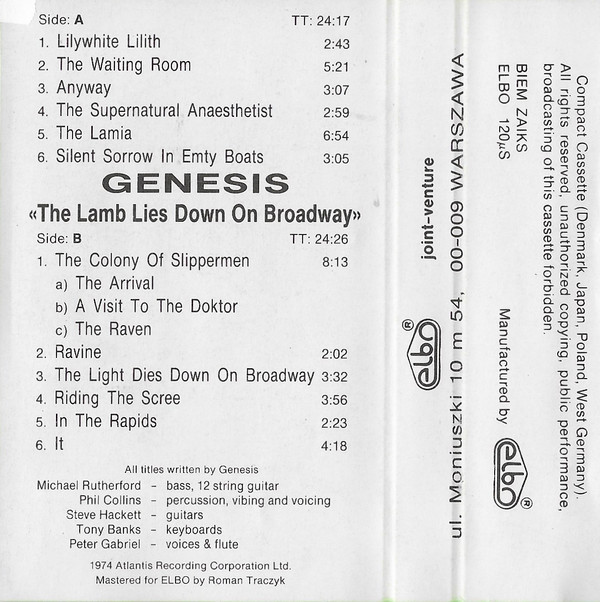 Side: A TT: 24:17
1. Lilywhite Lilith 2:43
2. The Waiting Room 5:21
3. Anyway 3:07
4. The Supernatural Anaesthetist 2:59
5. The Lamia 6:54
6. Silent Sorrow In Emty Boats 3:05
GENESIS
«The Lamb Lies Down On Broadway»
Side: B TT: 24:26
1. The Colony Of Slippermen 8:13
a) The Arrival
b) A Visit To The Doktor
c) The Raven
2. Ravine 2:02
3. The Light Dies Down On Broadway 3:32
4. Riding The Scree 3:56
5. In The Rapids 2:23
6. It 4:18
All titles written by Genesis
Michael Rutherford – bass, 12 string guitar
Phil Collins – percussion, vibing and voicing
Steve Hackett – guitars
Tony Banks – keyboards
Peter Gabriel – voices & flute
1974 Atlantis Recording Corporation Ltd.
Mastered for ELBO by Roman Traczyk
elbo® joint-venture
ul. Moniuszki 10 m 54, 00-009 WARSZAWA
Compact Cassette (Denmark, Japan, Poland, West Germany).
All rights reserved, unauthorized copying, public performance,
broadcasting of this cassette forbidden.
BIEM ZAIKS
ELBO 120µS
Manufactured by elbo®